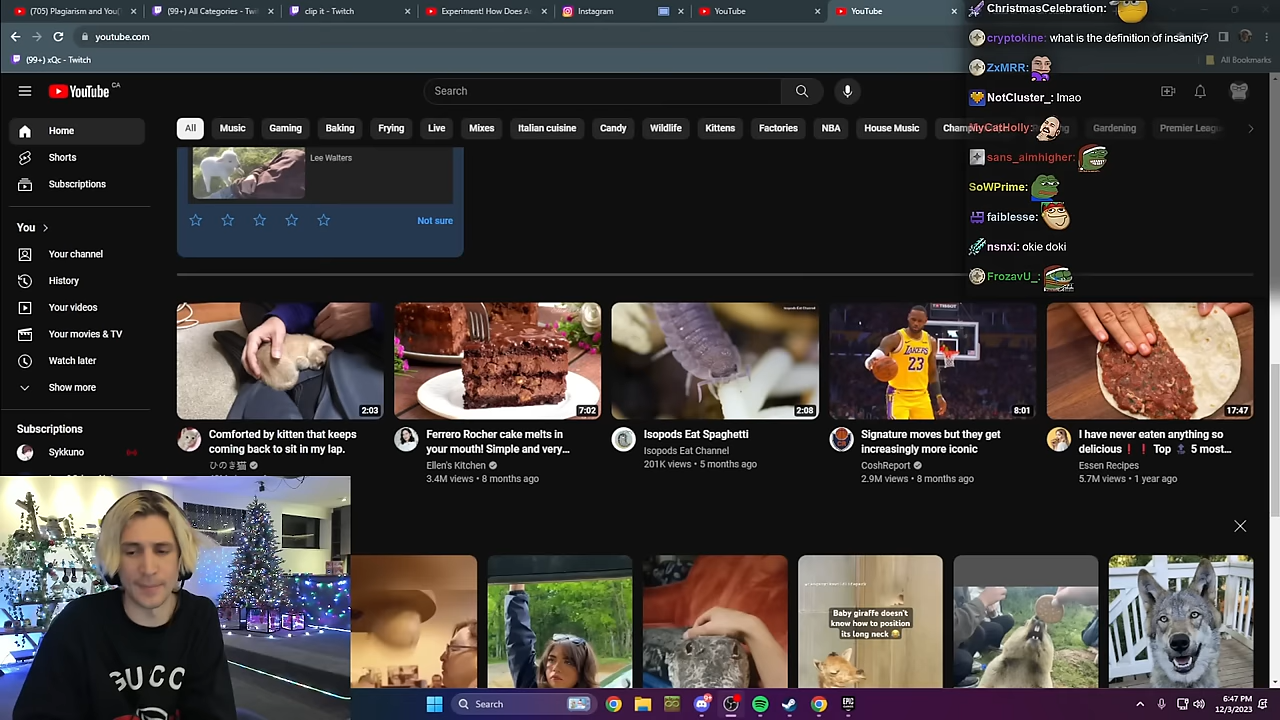 (705) Plagiarism and You(
(99+) All Categories - Twi
clip it - Twitch
Experiment! How Does A
Instagram
YouTube
YouTube
youtube.com
(99+) xQc - Twitch
All Bookmarks
ChristmasCelebration:
cryptokine: what is the definition of insanity?
ZxMRR:
NotCluster_: lmao
MyCatHolly:
sans_aimhigher:
SoWPrime:
faiblesse:
nsnxi: okie doki
FrozavU_:
YouTube CA
Search
All
Music
Gaming
Baking
Frying
Live
Mixes
Italian cuisine
Candy
Wildlife
Kittens
Factories
NBA
House Music
Gardening
Premier Leagu
Home
Shorts
Subscriptions
You
Your channel
History
Your videos
Your movies & TV
Watch later
Show more
Subscriptions
Sykkuno
Lee Walters
Not sure
2:03
7:02
2:08
8:01
17:47
LAKERS
23
Comforted by kitten that keeps
coming back to sit in my lap.
ひのき猫
Ferrero Rocher cake melts in
your mouth! Simple and very...
Ellen's Kitchen
3.4M views • 8 months ago
Isopods Eat Spaghetti
Isopods Eat Channel
201K views • 5 months ago
Signature moves but they get
increasingly more iconic
CoshReport
2.9M views • 8 months ago
I have never eaten anything so
delicious❗❗ Top 🔝 5 most...
Essen Recipes
5.7M views • 1 year ago
Baby giraffe doesn't
know how to position
its long neck 😂
GUCC
Search
6:47 PM
12/3/2023